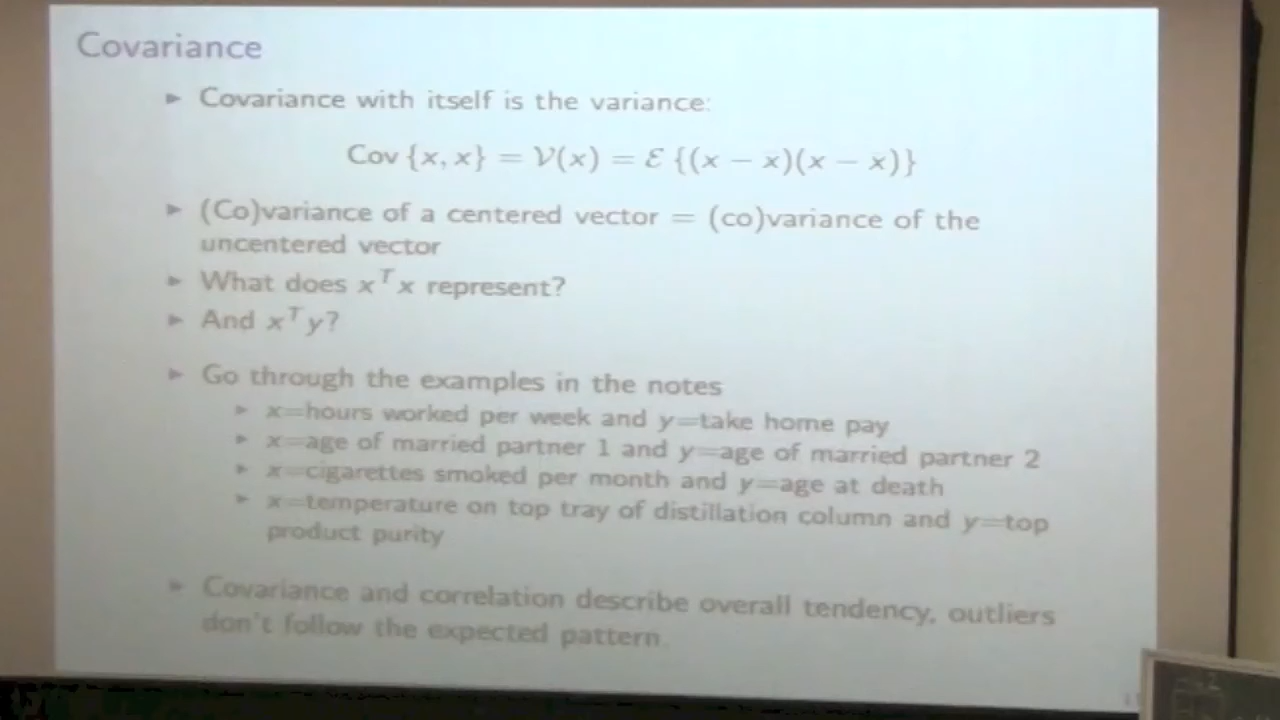 Covariance
► Covariance with itself is the variance:
Cov {x, x} = V(x) = E {(x − x)(x − x)}
► (Co)variance of a centered vector = (co)variance of the
uncentered vector
► What does xᵀx represent?
► And xᵀy?
► Go through the examples in the notes
► x=hours worked per week and y=take home pay
► x=age of married partner 1 and y=age of married partner 2
► x=cigarettes smoked per month and y=age at death
► x=temperature on top tray of distillation column and y=top
product purity
► Covariance and correlation describe overall tendency, outliers
don't follow the expected pattern.